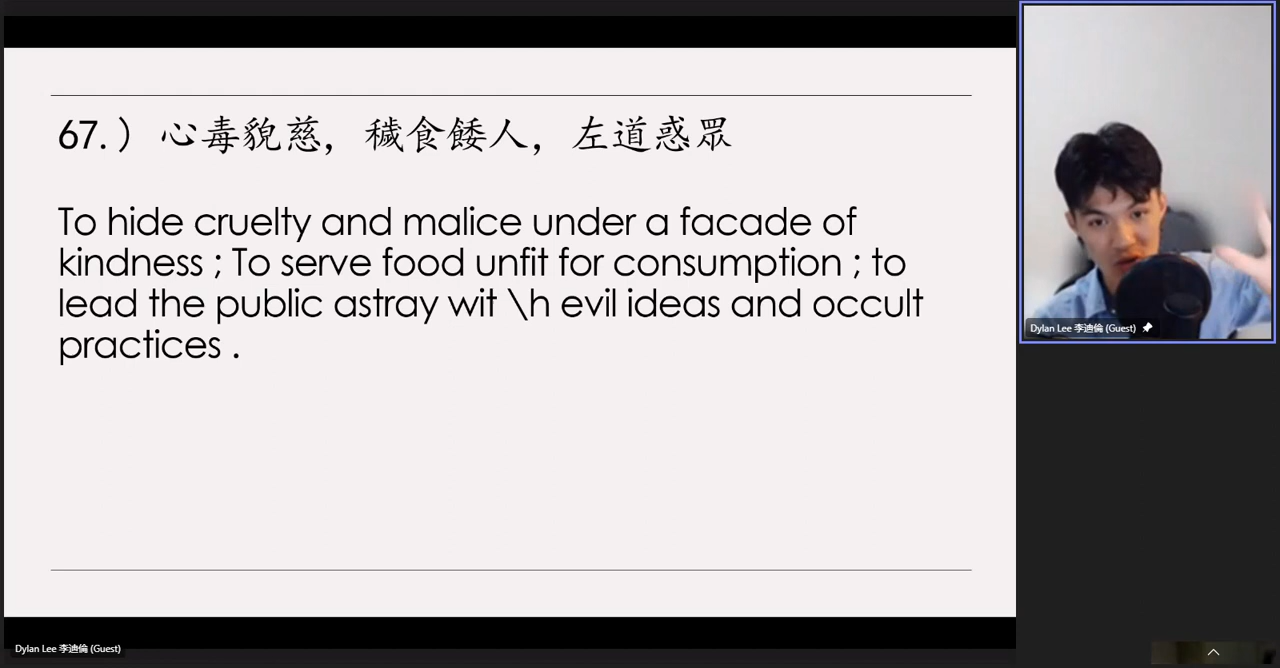 67.）心毒貌慈，穢食餧人，左道惑眾
To hide cruelty and malice under a facade of
kindness ; To serve food unfit for consumption ; to
lead the public astray wit \h evil ideas and occult
practices .
Dylan Lee 李迪倫 (Guest)
Dylan Lee 李迪倫 (Guest)